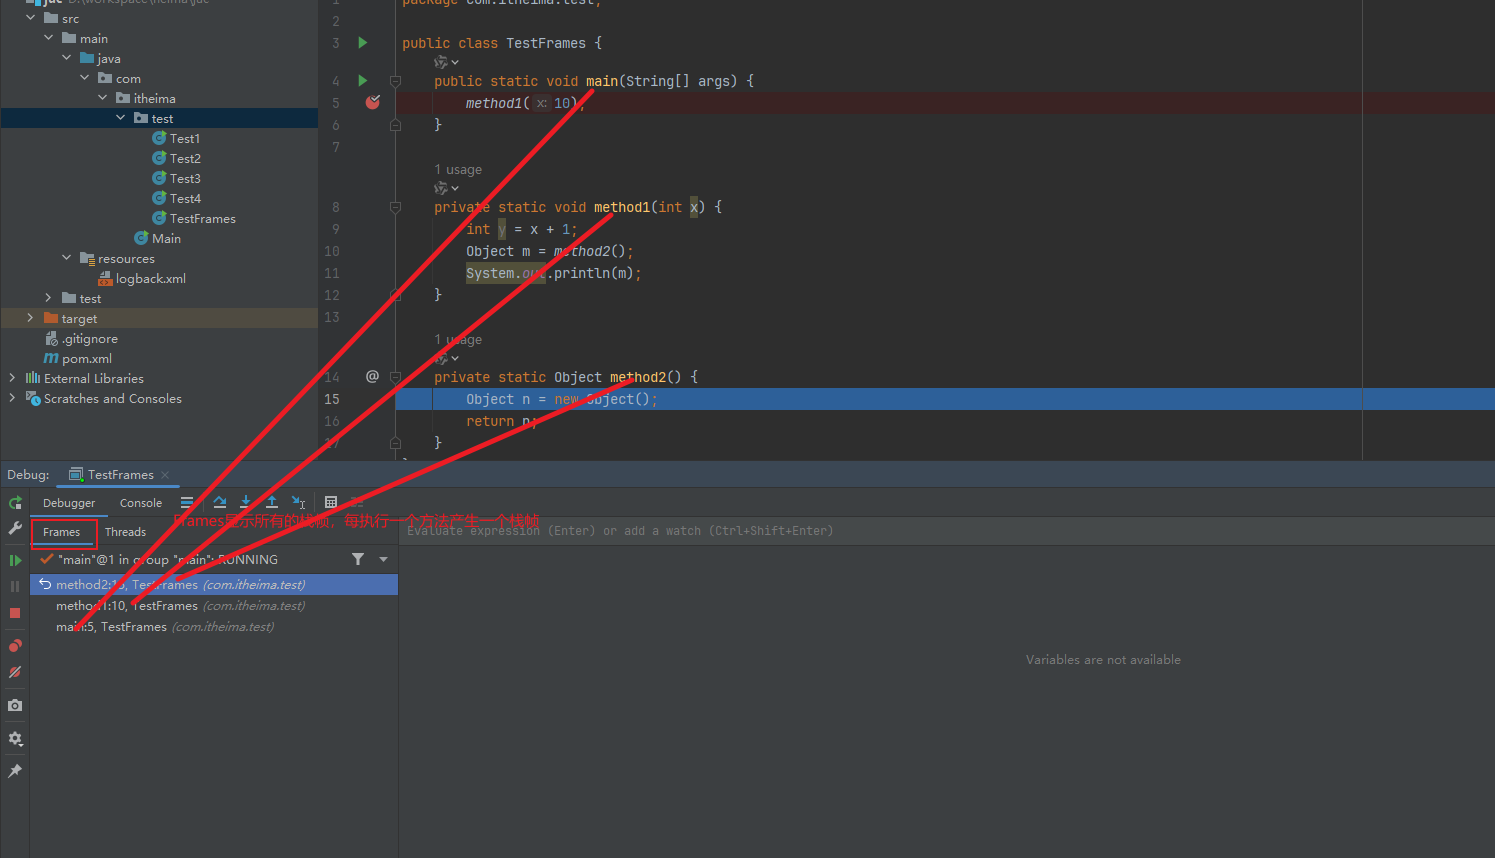 juc D:\workspace\heima\juc
src
main
java
com
itheima
test
Test1
Test2
Test3
Test4
TestFrames
Main
resources
logback.xml
test
target
.gitignore
pom.xml
External Libraries
Scratches and Consoles
1 package com.itheima.test;
2
3 public class TestFrames {
4 public static void main(String[] args) {
5 method1( x: 10);
6 }
7
1 usage
8 private static void method1(int x) {
9 int y = x + 1;
10 Object m = method2();
11 System.out.println(m);
12 }
13
1 usage
14 @ private static Object method2() {
15 Object n = new Object();
16 return n;
17 }
Debug: TestFrames
Debugger Console
Frames显示所有的栈帧，每执行一个方法产生一个栈帧
Frames Threads
Evaluate expression (Enter) or add a watch (Ctrl+Shift+Enter)
"main"@1 in group "main": RUNNING
method2:15, TestFrames (com.itheima.test)
method1:10, TestFrames (com.itheima.test)
main:5, TestFrames (com.itheima.test)
Variables are not available